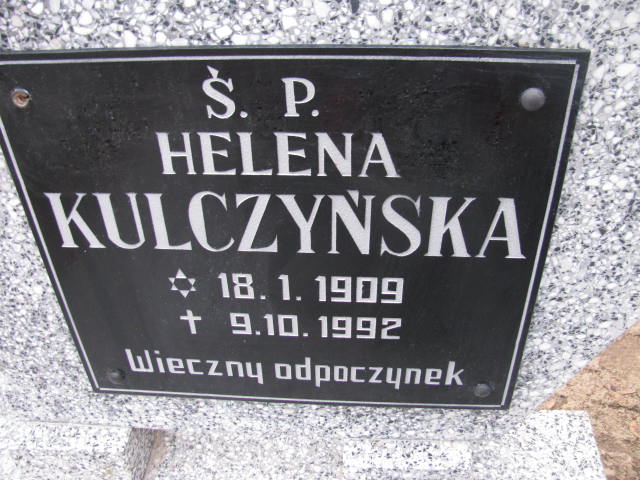 Ś. P.
HELENA
KULCZYŃSKA
✡ 18. 1. 1909
✝ 9. 10. 1992
Wieczny odpoczynek